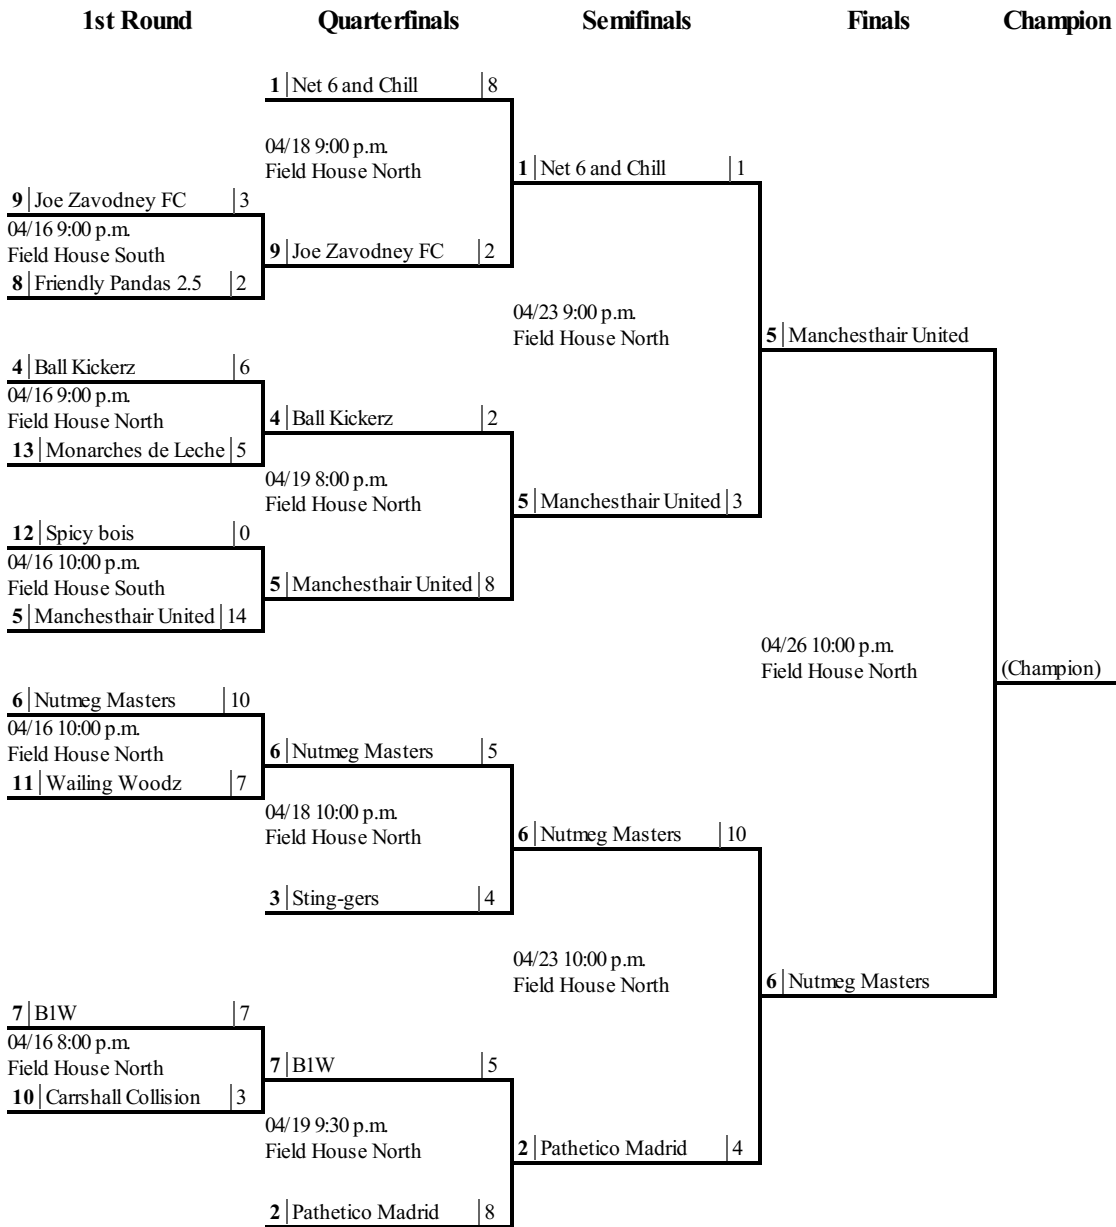 1st Round Quarterfinals Semifinals Finals Champion
1 Net 6 and Chill 8
04/18 9:00 p.m.
Field House North
1 Net 6 and Chill 1
9 Joe Zavodney FC 3
04/16 9:00 p.m.
Field House South
8 Friendly Pandas 2.5 2
9 Joe Zavodney FC 2
04/23 9:00 p.m.
Field House North
5 Manchesthair United
4 Ball Kickerz 6
04/16 9:00 p.m.
Field House North
13 Monarches de Leche 5
4 Ball Kickerz 2
04/19 8:00 p.m.
Field House North
5 Manchesthair United 3
12 Spicy bois 0
04/16 10:00 p.m.
Field House South
5 Manchesthair United 14
5 Manchesthair United 8
04/26 10:00 p.m.
Field House North
(Champion)
6 Nutmeg Masters 10
04/16 10:00 p.m.
Field House North
11 Wailing Woodz 7
6 Nutmeg Masters 5
04/18 10:00 p.m.
Field House North
6 Nutmeg Masters 10
3 Sting-gers 4
04/23 10:00 p.m.
Field House North
6 Nutmeg Masters
7 B1W 7
04/16 8:00 p.m.
Field House North
10 Carrshall Collision 3
7 B1W 5
04/19 9:30 p.m.
Field House North
2 Pathetico Madrid 4
2 Pathetico Madrid 8